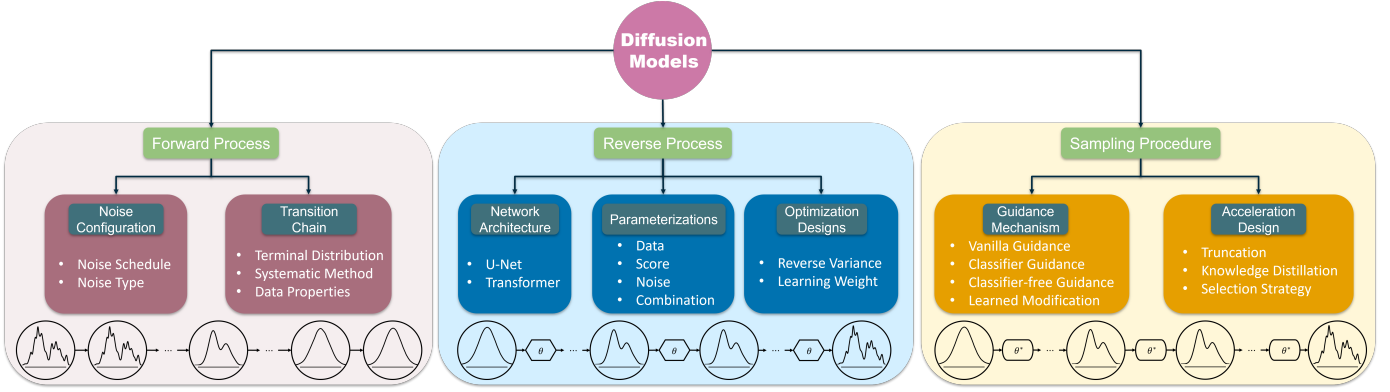 Diffusion
Models
Forward Process
Noise
Configuration
• Noise Schedule
• Noise Type
Transition
Chain
• Terminal Distribution
• Systematic Method
• Data Properties
...
...
Reverse Process
Network
Architecture
• U-Net
• Transformer
Parameterizations
• Data
• Score
• Noise
• Combination
Optimization
Designs
• Reverse Variance
• Learning Weight
θ
...
θ
...
θ
Sampling Procedure
Guidance
Mechanism
• Vanilla Guidance
• Classifier Guidance
• Classifier-free Guidance
• Learned Modification
Acceleration
Design
• Truncation
• Knowledge Distillation
• Selection Strategy
θ*
...
θ*
...
θ*